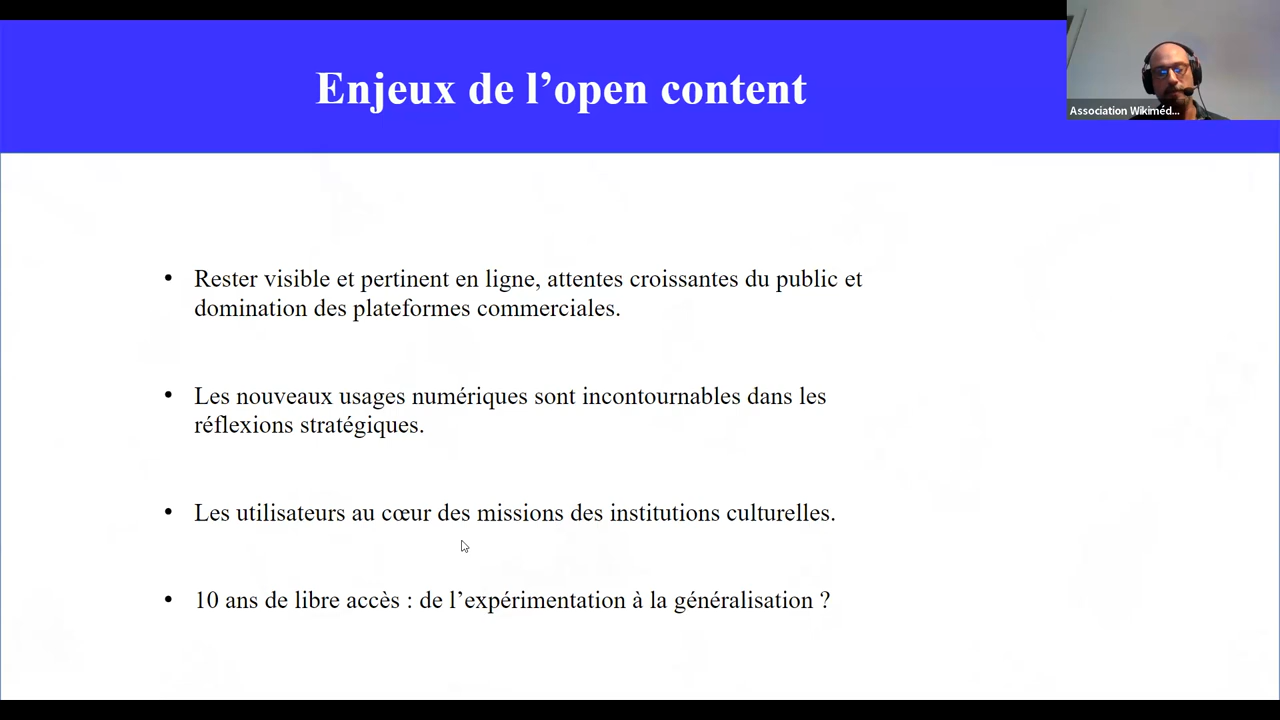 Enjeux de l’open content
Association Wikiméd...
• Rester visible et pertinent en ligne, attentes croissantes du public et
domination des plateformes commerciales.
• Les nouveaux usages numériques sont incontournables dans les
réflexions stratégiques.
• Les utilisateurs au cœur des missions des institutions culturelles.
• 10 ans de libre accès : de l’expérimentation à la généralisation ?